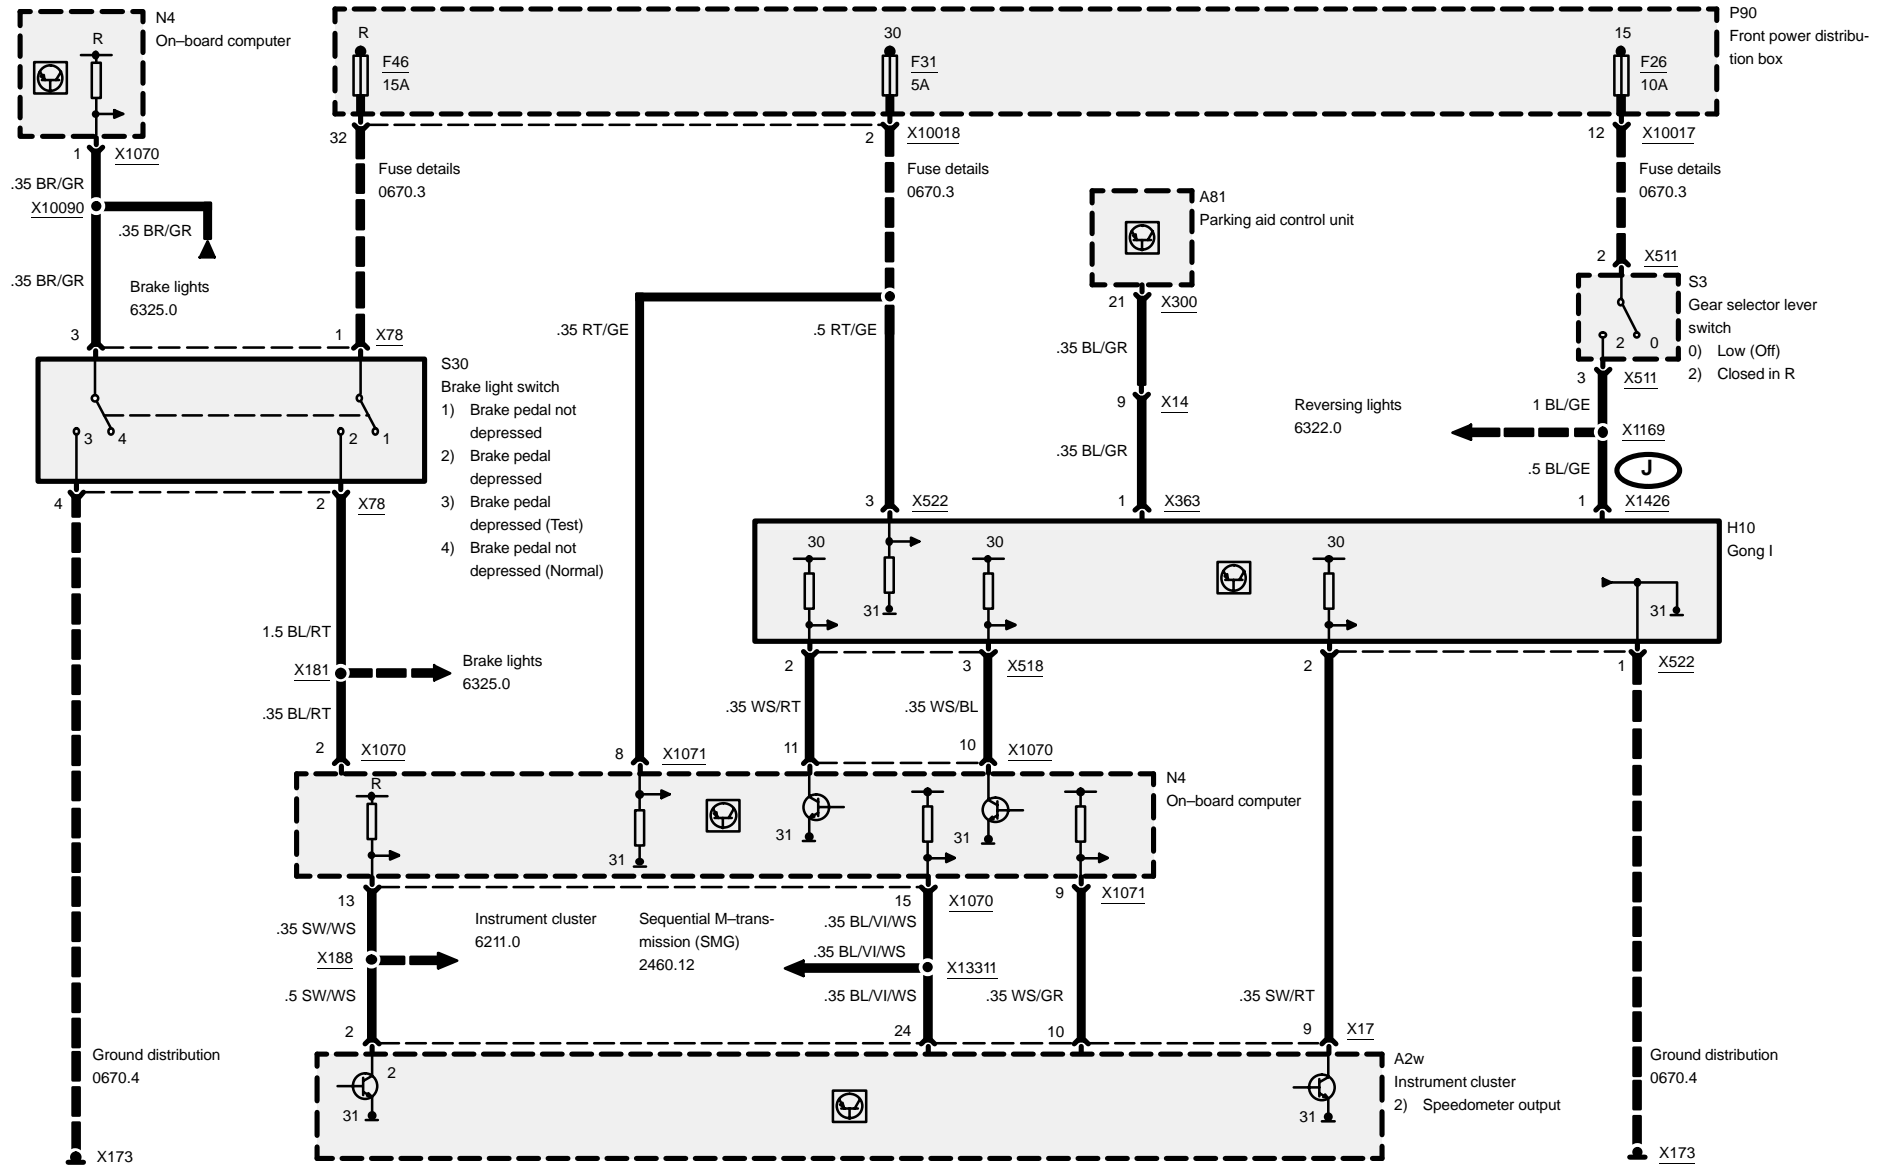 N4
On–board computer
R
P90
Front power distribu-
tion box
R
F46
15A
30
F31
5A
15
F26
10A
1
X1070
32
2
X10018
12
X10017
.35 BR/GR
X10090
.35 BR/GR
.35 BR/GR
Fuse details
0670.3
Fuse details
0670.3
Fuse details
0670.3
A81
Parking aid control unit
Brake lights
6325.0
2
X511
S3
Gear selector lever
switch
0) Low (Off)
2) Closed in R
2
0
21
X300
.35 RT/GE
.5 RT/GE
.35 BL/GR
3
1
X78
3
X511
S30
Brake light switch
1) Brake pedal not
depressed
2) Brake pedal
depressed
3) Brake pedal
depressed (Test)
4) Brake pedal not
depressed (Normal)
3
4
2
1
9
X14
Reversing lights
6322.0
1 BL/GE
X1169
.35 BL/GR
.5 BL/GE
J
4
2
X78
3
X522
1
X363
1
X1426
H10
Gong I
30
31
30
30
31
1.5 BL/RT
X181
Brake lights
6325.0
2
3
X518
2
1
X522
.35 BL/RT
.35 WS/RT
.35 WS/BL
2
X1070
8
X1071
11
10
X1070
N4
On–board computer
R
31
31
31
13
15
X1070
9
X1071
.35 SW/WS
Instrument cluster
6211.0
Sequential M–trans-
mission (SMG)
2460.12
.35 BL/VI/WS
.35 BL/VI/WS
X188
X13311
.5 SW/WS
.35 BL/VI/WS
.35 WS/GR
.35 SW/RT
2
24
10
9
X17
Ground distribution
0670.4
A2w
Instrument cluster
2) Speedometer output
2
31
31
Ground distribution
0670.4
X173
X173